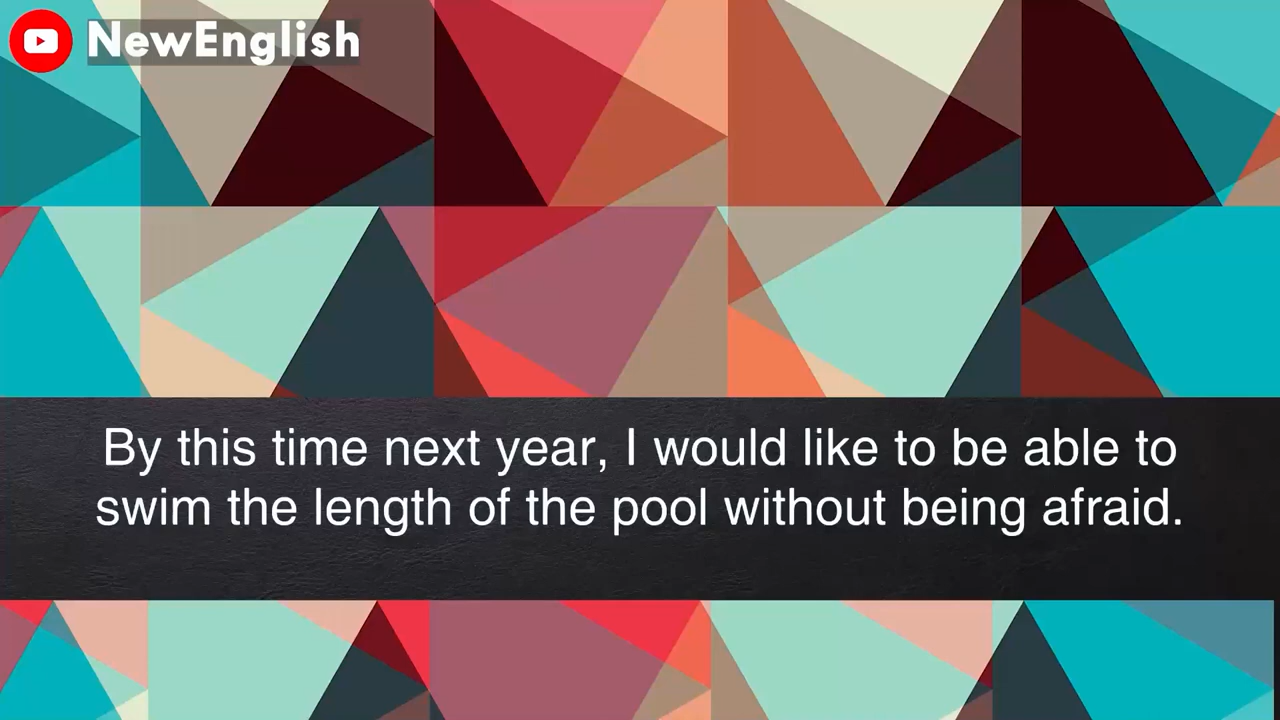 NewEnglish
By this time next year, I would like to be able to
swim the length of the pool without being afraid.